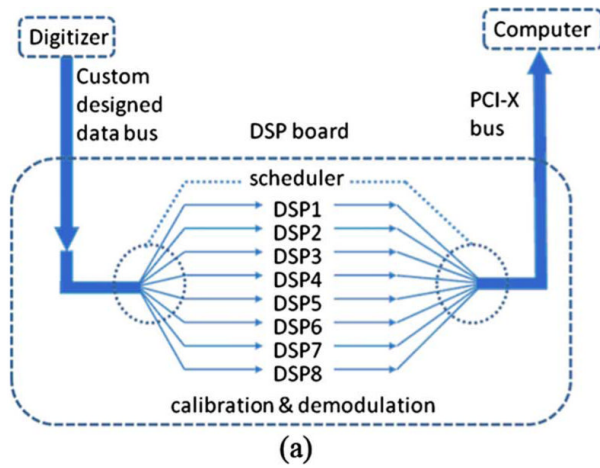 Digitizer
Computer
Custom
designed
data bus
PCI-X
bus
DSP board
scheduler
DSP1
DSP2
DSP3
DSP4
DSP5
DSP6
DSP7
DSP8
calibration & demodulation
(a)